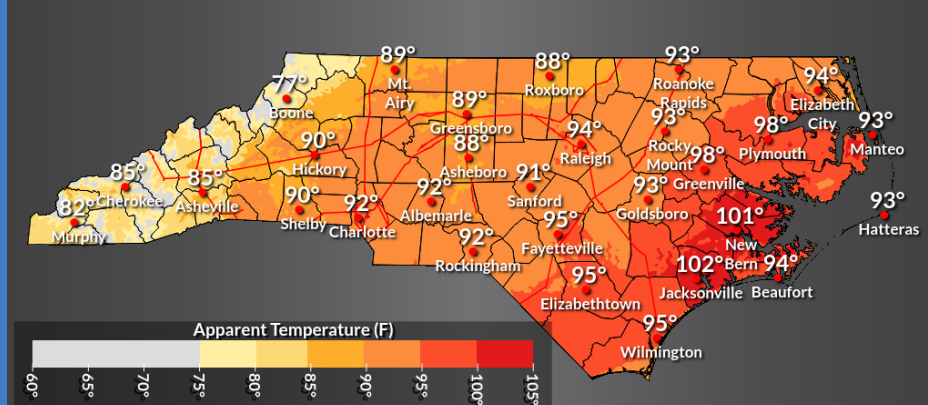 89°
Mt.
Airy
88°
Roxboro
93°
Roanoke
Rapids
94°
Elizabeth
City
77°
Boone
89°
Greensboro
88°
Asheboro
94°
Raleigh
93°
Rocky
Mount
98°
Plymouth
93°
Manteo
90°
Hickory
98°
Greenville
85°
Cherokee
85°
Asheville
82°
Murphy
90°
Shelby
92°
Charlotte
92°
Albemarle
91°
Sanford
93°
Goldsboro
93°
Hatteras
101°
New
Bern
95°
Fayetteville
92°
Rockingham
102°
Jacksonville
94°
Beaufort
95°
Elizabethtown
95°
Wilmington
Apparent Temperature (F)
60° 65° 70° 75° 80° 85° 90° 95° 100° 105°